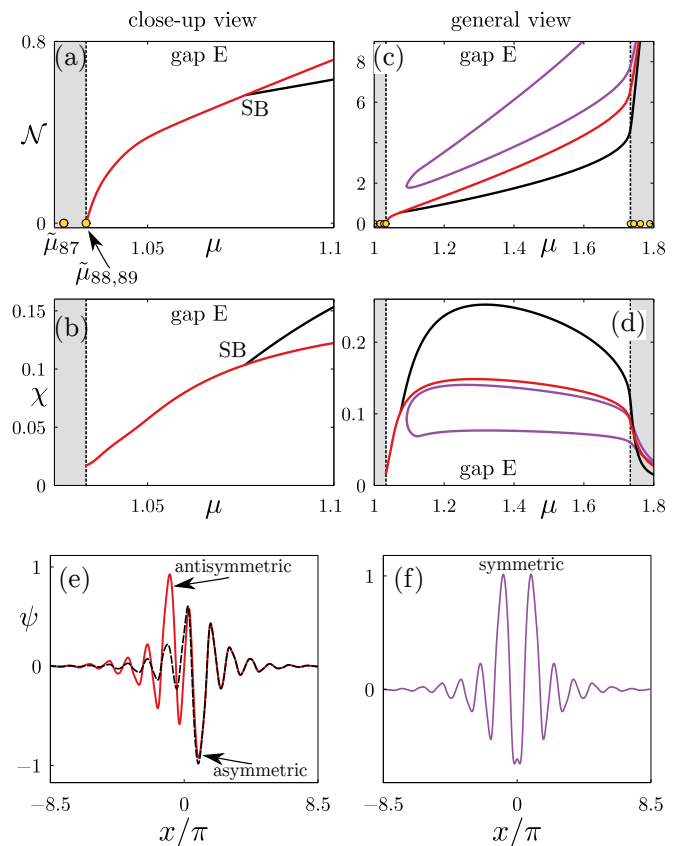 close-up view
general view
(a)
gap E
0.8
𝒩
SB
0
μ̃87
μ̃88,89
1.05
μ
1.1
(c)
gap E
8
6
4
2
0
1
1.2
1.4
μ
1.6
1.8
(b)
gap E
0.15
0.1
0.05
0
χ
SB
1.05
μ
1.1
(d)
0.2
0.1
0
gap E
1
1.2
1.4
μ
1.6
1.8
(e)
antisymmetric
1
ψ
0
−1
asymmetric
−8.5
0
8.5
x/π
(f)
symmetric
1
0
−8.5
0
8.5
x/π